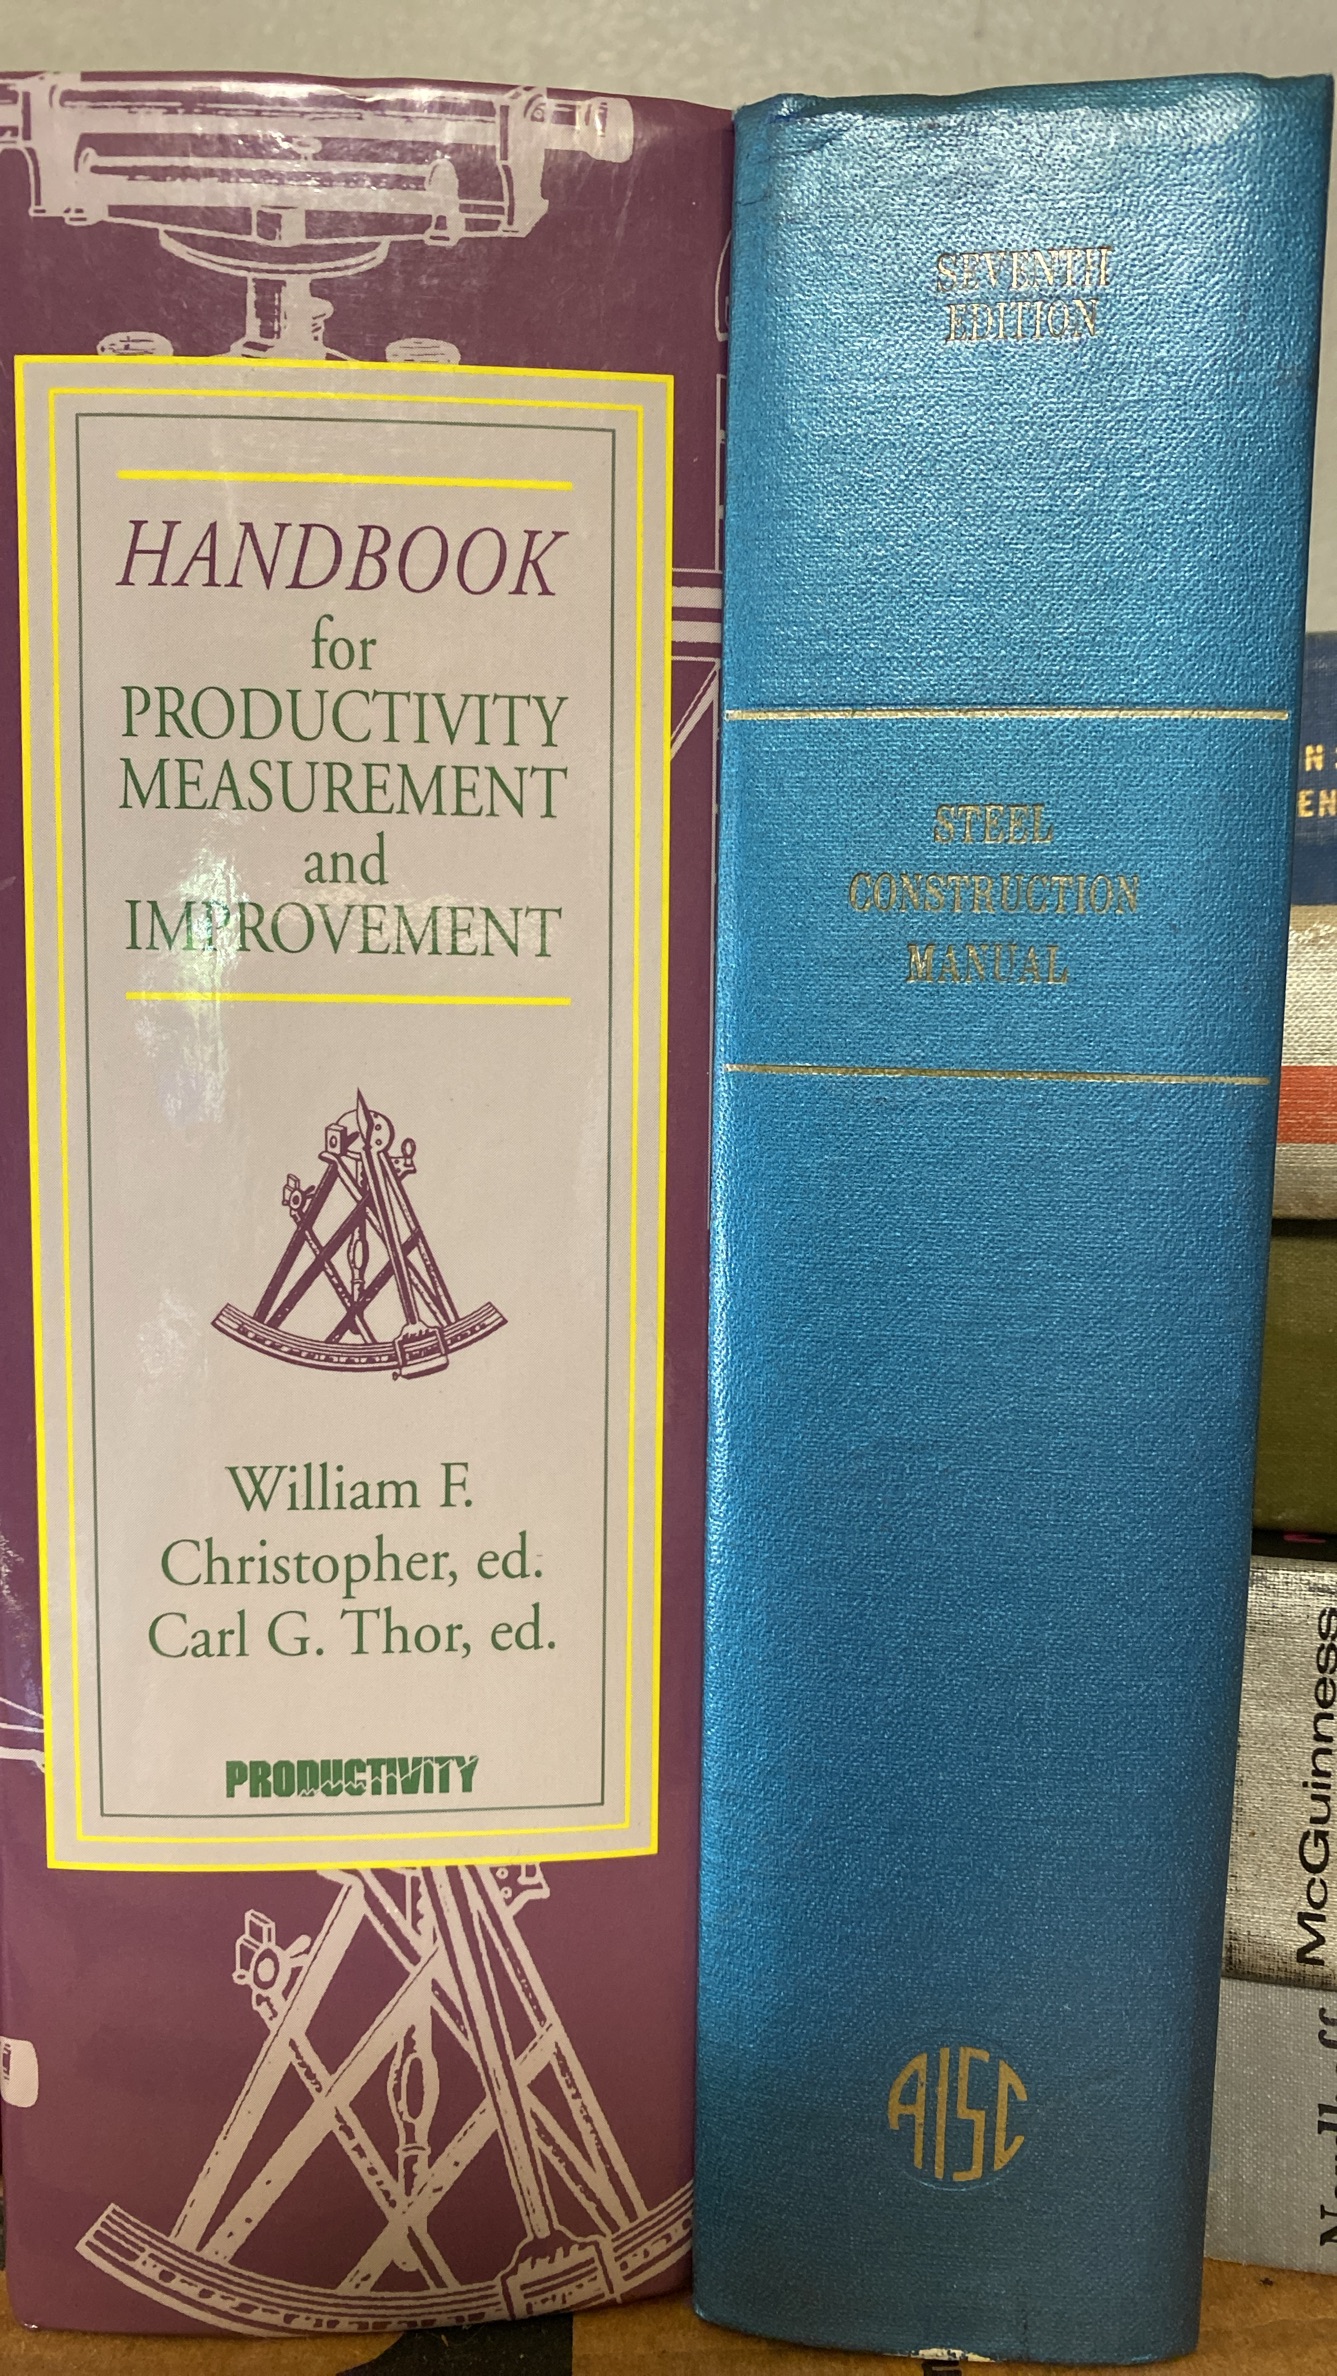 HANDBOOK
for
PRODUCTIVITY
MEASUREMENT
and
IMPROVEMENT
William F.
Christopher, ed.
Carl G. Thor, ed.
PRODUCTIVITY
SEVENTH
EDITION
STEEL
CONSTRUCTION
MANUAL
AISC
McGuinness